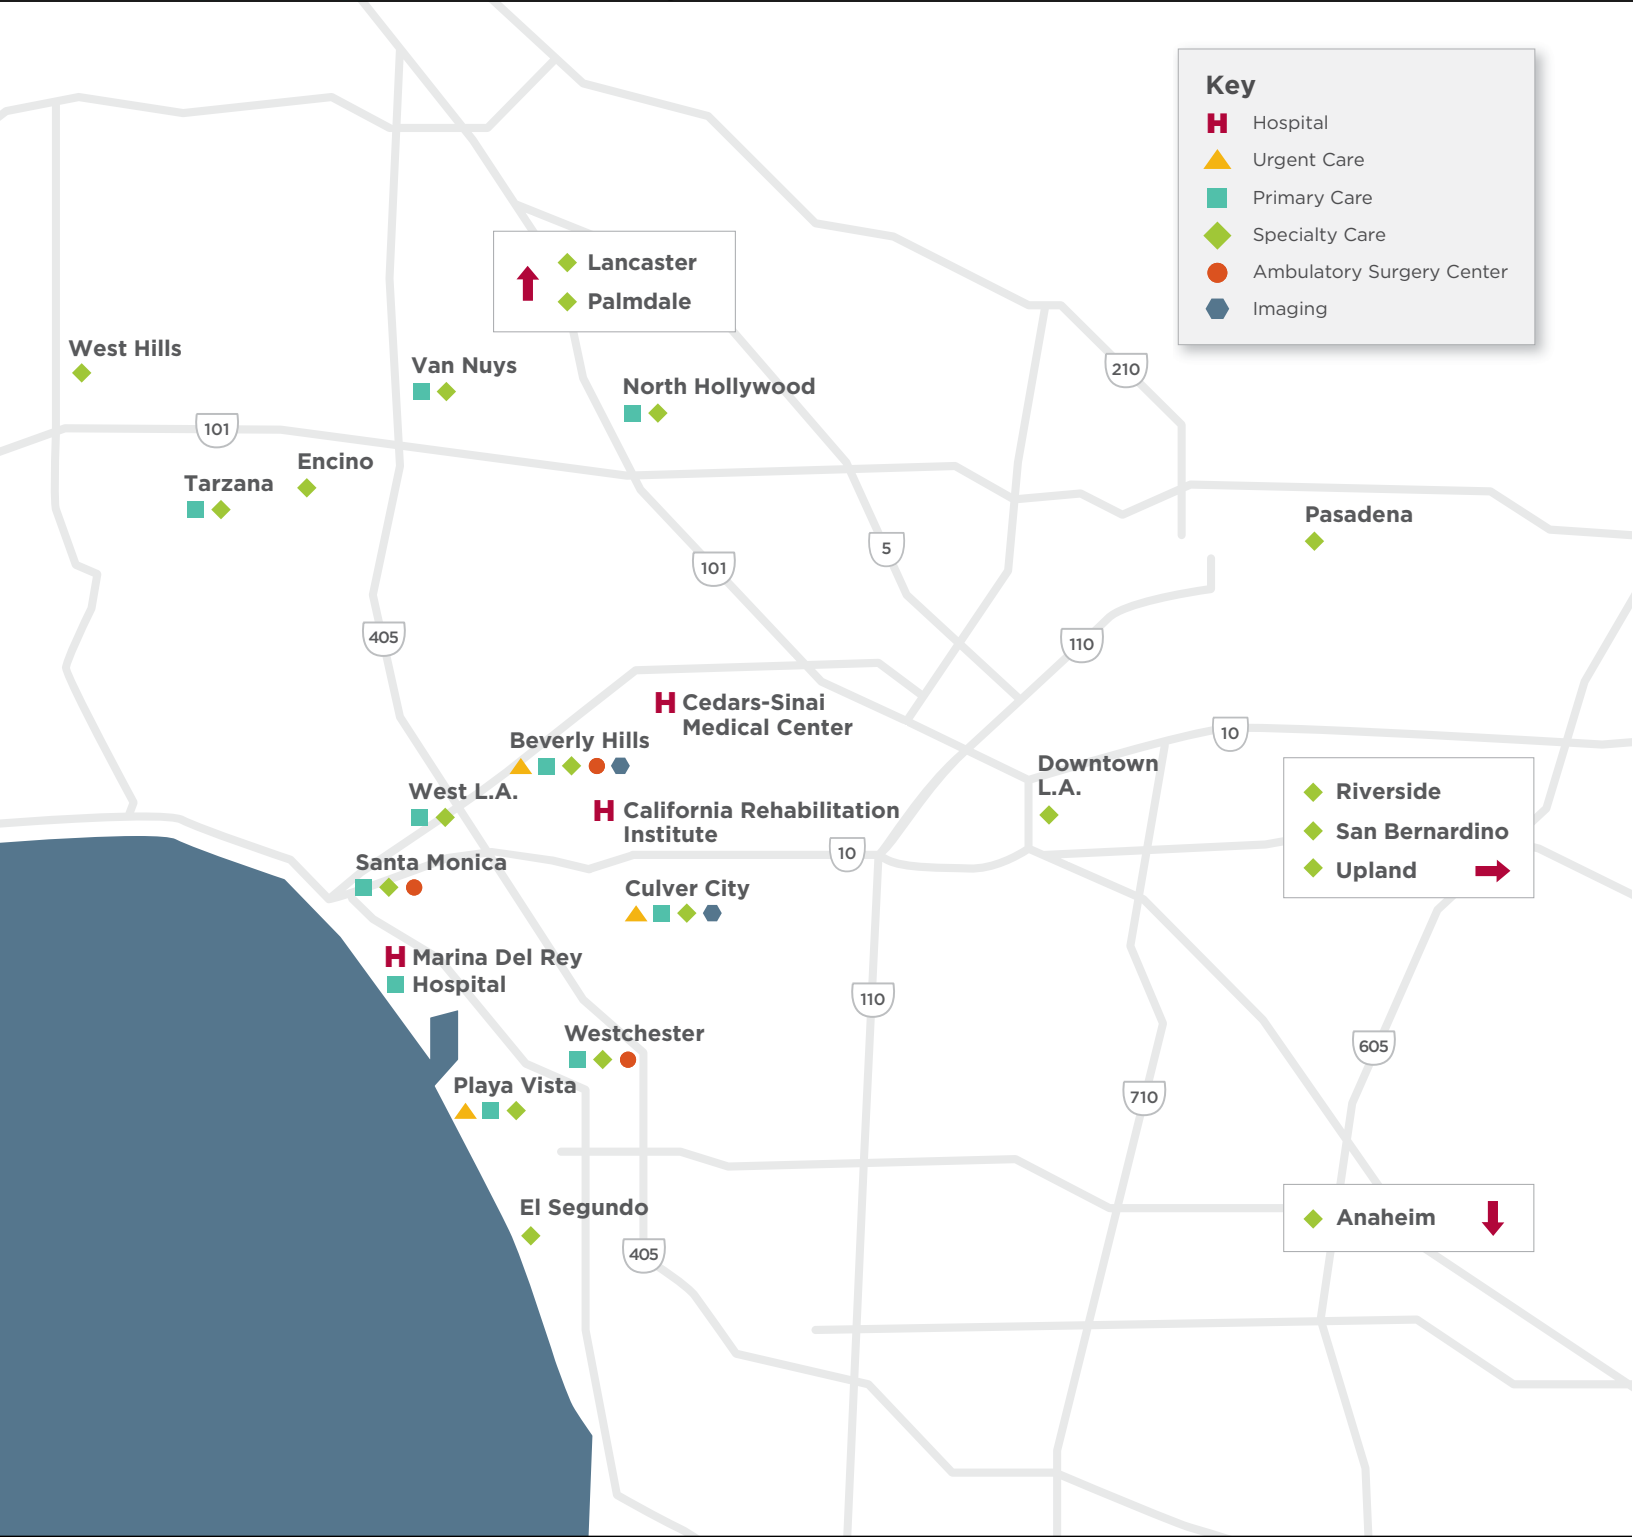 Key
Hospital
Urgent Care
Primary Care
Specialty Care
Ambulatory Surgery Center
Imaging
Lancaster
Palmdale
West Hills
Van Nuys
North Hollywood
210
101
Encino
Tarzana
Pasadena
5
101
405
110
Cedars-Sinai
Medical Center
10
Beverly Hills
Downtown
L.A.
West L.A.
Riverside
California Rehabilitation
Institute
San Bernardino
10
Santa Monica
Upland
Culver City
H Marina Del Rey
Hospital
110
Westchester
605
Playa Vista
710
El Segundo
Anaheim
405